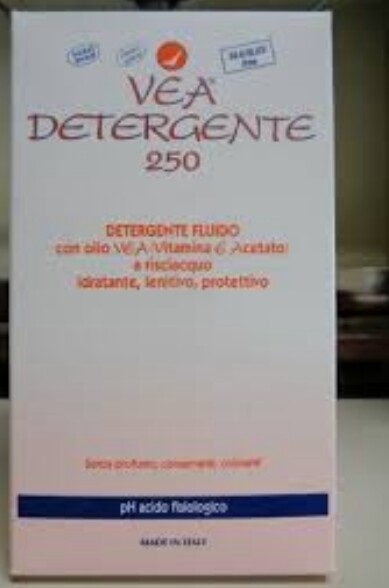 VEA®
DETERGENTE
250
DETERGENTE FLUIDO
con olio VEA (Vitamina E Acetato)
a risciacquo
idratante, lenitivo, protettivo
Senza profumo, conservanti, coloranti
pH acido fisiologico
MADE IN ITALY